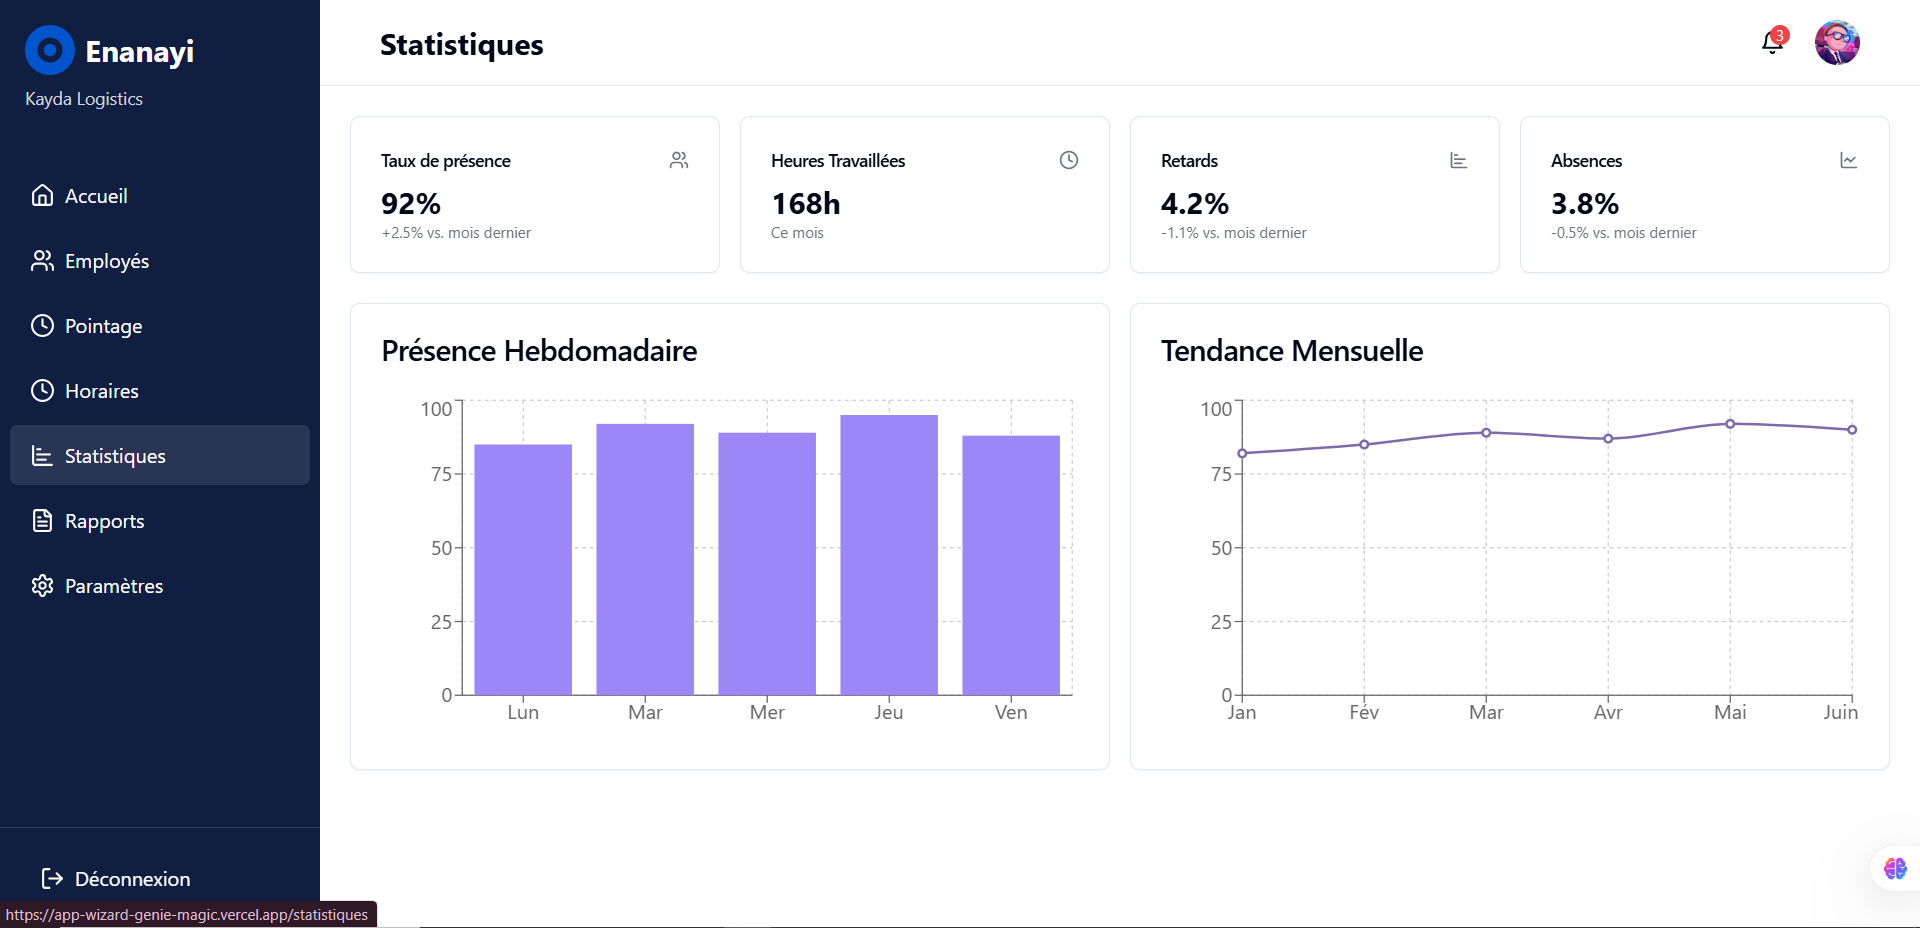 Enanayi
Kayda Logistics
Accueil
Employés
Pointage
Horaires
Statistiques
Rapports
Paramètres
Déconnexion
https://app-wizard-genie-magic.vercel.app/statistiques
Statistiques
3
Taux de présence
92%
+2.5% vs. mois dernier
Heures Travaillées
168h
Ce mois
Retards
4.2%
-1.1% vs. mois dernier
Absences
3.8%
-0.5% vs. mois dernier
Présence Hebdomadaire
100
75
50
25
0
Lun Mar Mer Jeu Ven
Tendance Mensuelle
100
75
50
25
0
Jan Fév Mar Avr Mai Juin